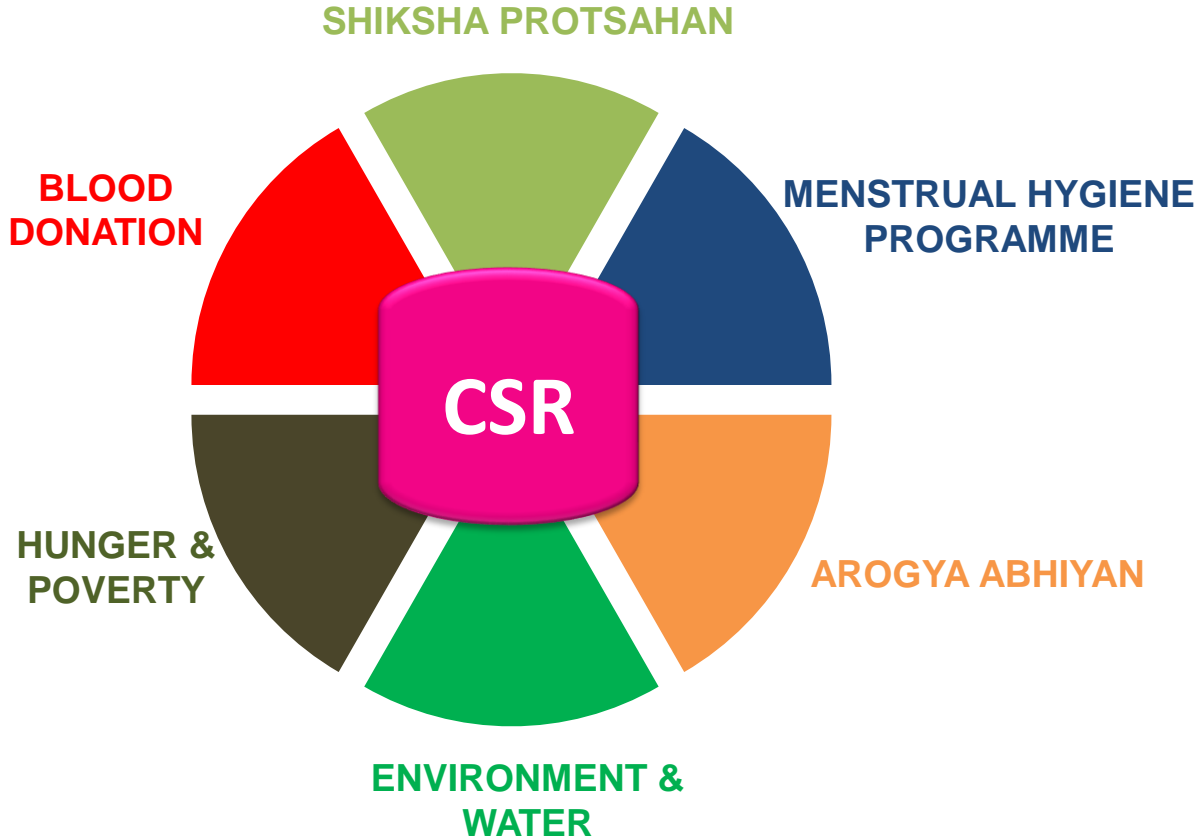 SHIKSHA PROTSAHAN
BLOOD
DONATION
MENSTRUAL HYGIENE
PROGRAMME
CSR
HUNGER &
POVERTY
AROGYA ABHIYAN
ENVIRONMENT &
WATER